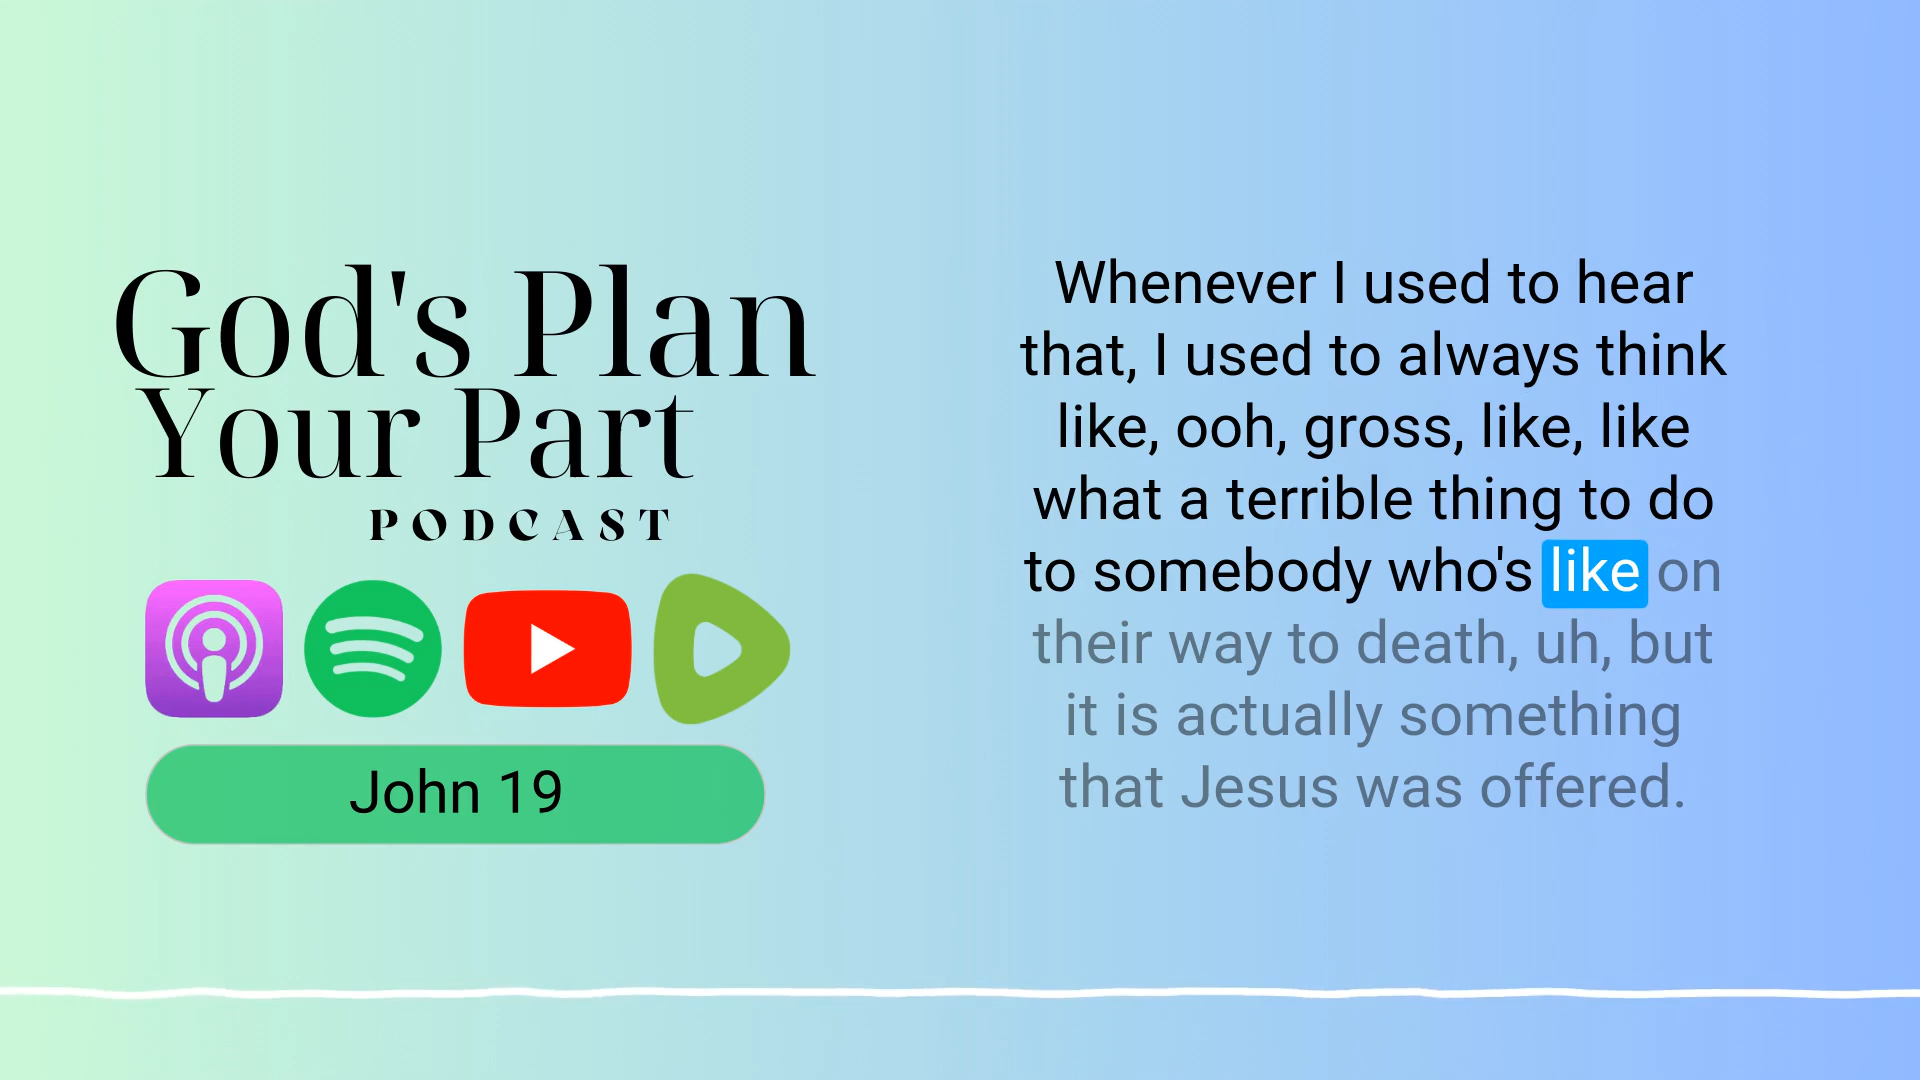 God's Plan
Your Part
PODCAST
John 19
Whenever I used to hear
that, I used to always think
like, ooh, gross, like, like
what a terrible thing to do
to somebody who's like on
their way to death, uh, but
it is actually something
that Jesus was offered.